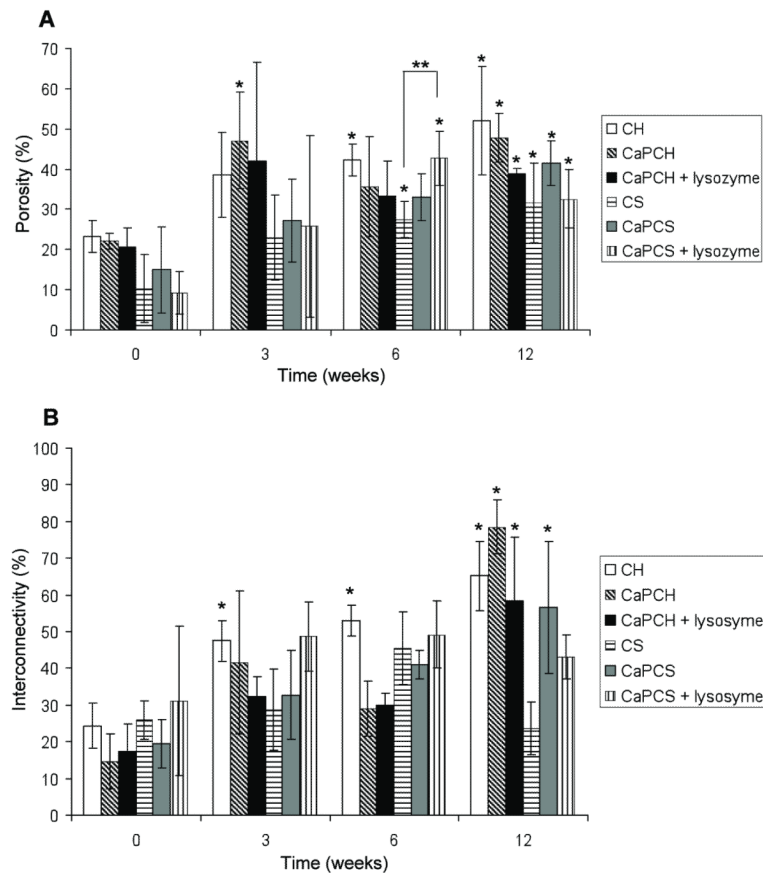 A
Porosity (%)
70
60
50
40
30
20
10
0
* * * * * * * * * * *
**
0 3 6 12
Time (weeks)
CH
CaPCH
CaPCH + lysozyme
CS
CaPCS
CaPCS + lysozyme
B
Interconnectivity (%)
100
90
80
70
60
50
40
30
20
10
0
* * * * * *
0 3 6 12
Time (weeks)
CH
CaPCH
CaPCH + lysosyme
CS
CaPCS
CaPCS + lysozyme